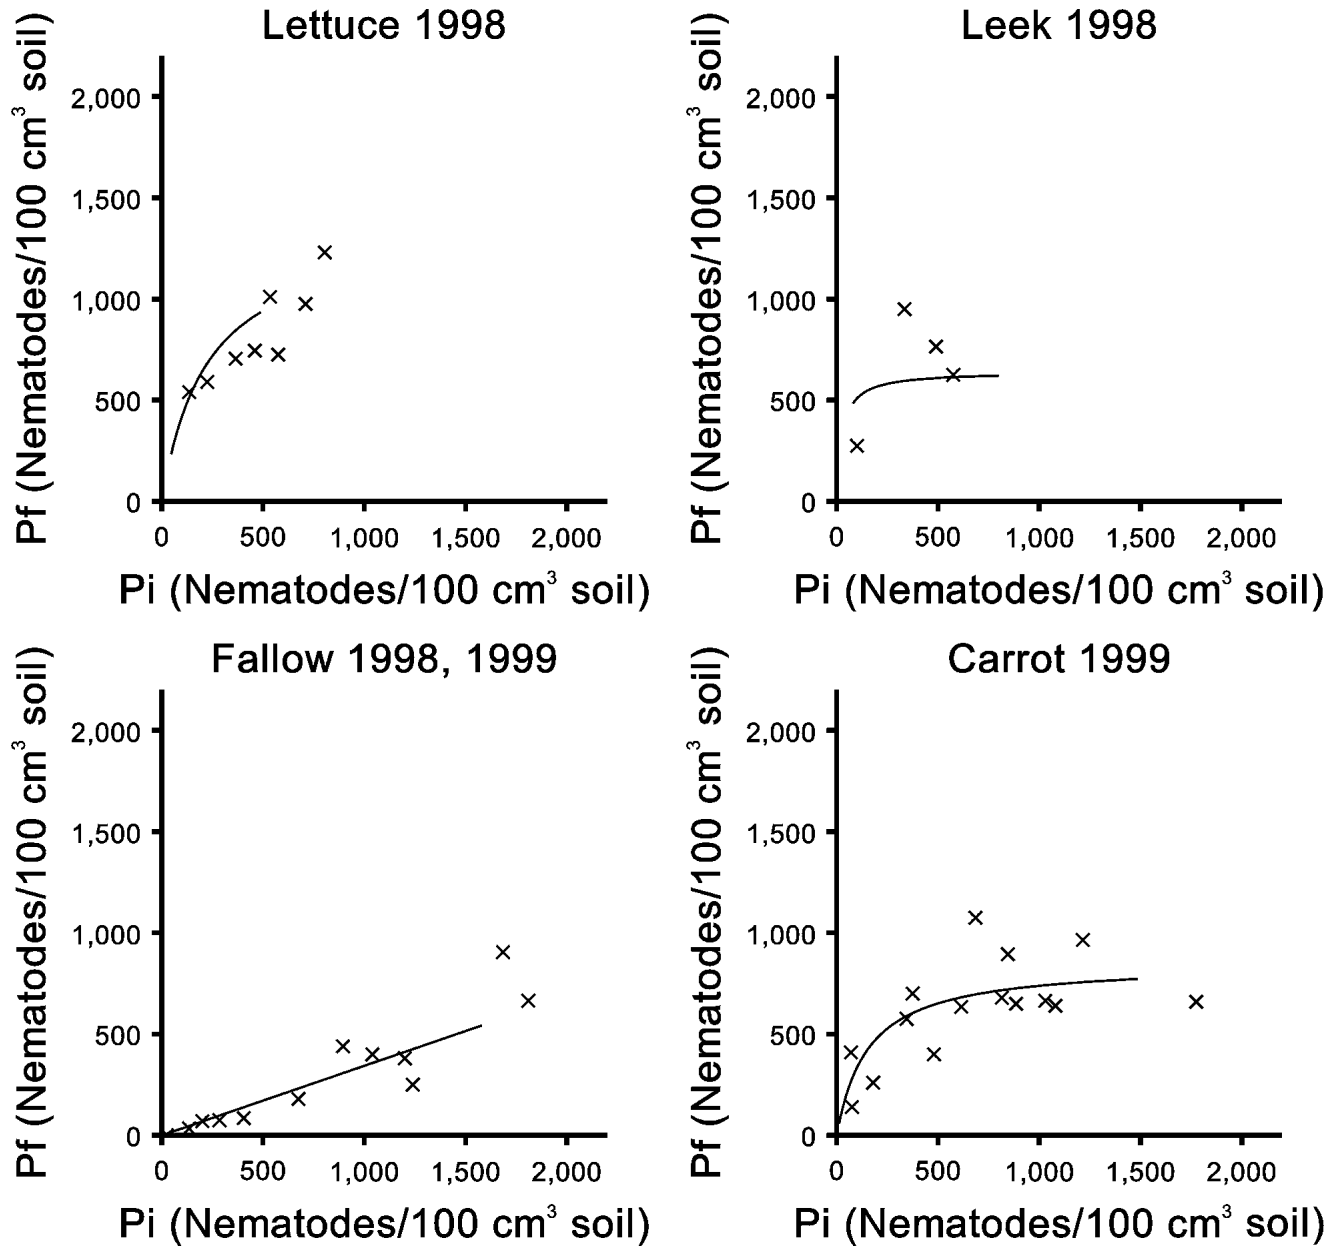 Lettuce 1998
Pf (Nematodes/100 cm³ soil)
2,000
1,500
1,000
500
0
0 500 1,000 1,500 2,000
Pi (Nematodes/100 cm³ soil)
Leek 1998
Pf (Nematodes/100 cm³ soil)
2,000
1,500
1,000
500
0
0 500 1,000 1,500 2,000
Pi (Nematodes/100 cm³ soil)
Fallow 1998, 1999
Pf (Nematodes/100 cm³ soil)
2,000
1,500
1,000
500
0
0 500 1,000 1,500 2,000
Pi (Nematodes/100 cm³ soil)
Carrot 1999
Pf (Nematodes/100 cm³ soil)
2,000
1,500
1,000
500
0
0 500 1,000 1,500 2,000
Pi (Nematodes/100 cm³ soil)